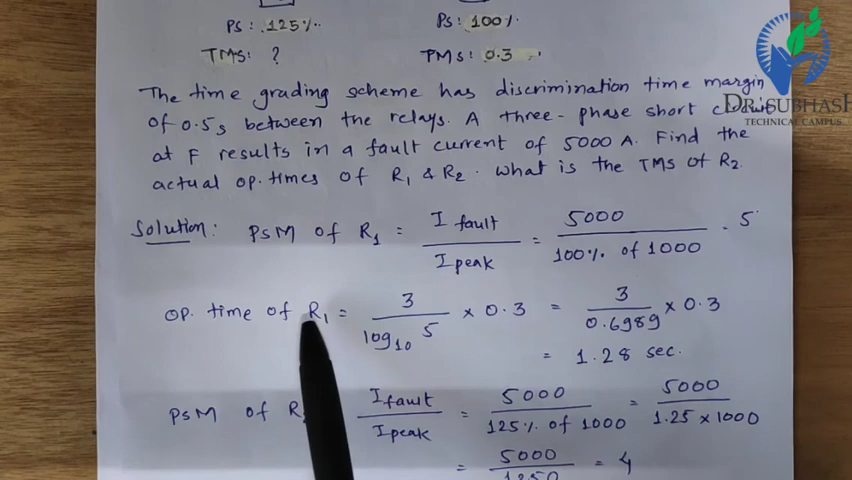 PS: 125%.
PS: 100%.
TMS: ?
TMS: 0.3
The time grading scheme has discrimination time margin
of 0.5s between the relays. A three-phase short circuit
at F results in a fault current of 5000 A. Find the
actual op. times of R1 & R2. What is the TMS of R2.
DR. SUBHASH
TECHNICAL CAMPUS
Solution: PSM of R1 = I fault / I peak = 5000 / 100% of 1000 = 5
Op. time of R1 = 3 / log10 5 × 0.3 = 3 / 0.6989 × 0.3
= 1.28 sec.
PSM of I fault / I peak = 5000 / 125% of 1000 = 5000 / 1.25 × 1000
= 5000 / 1250 = 4